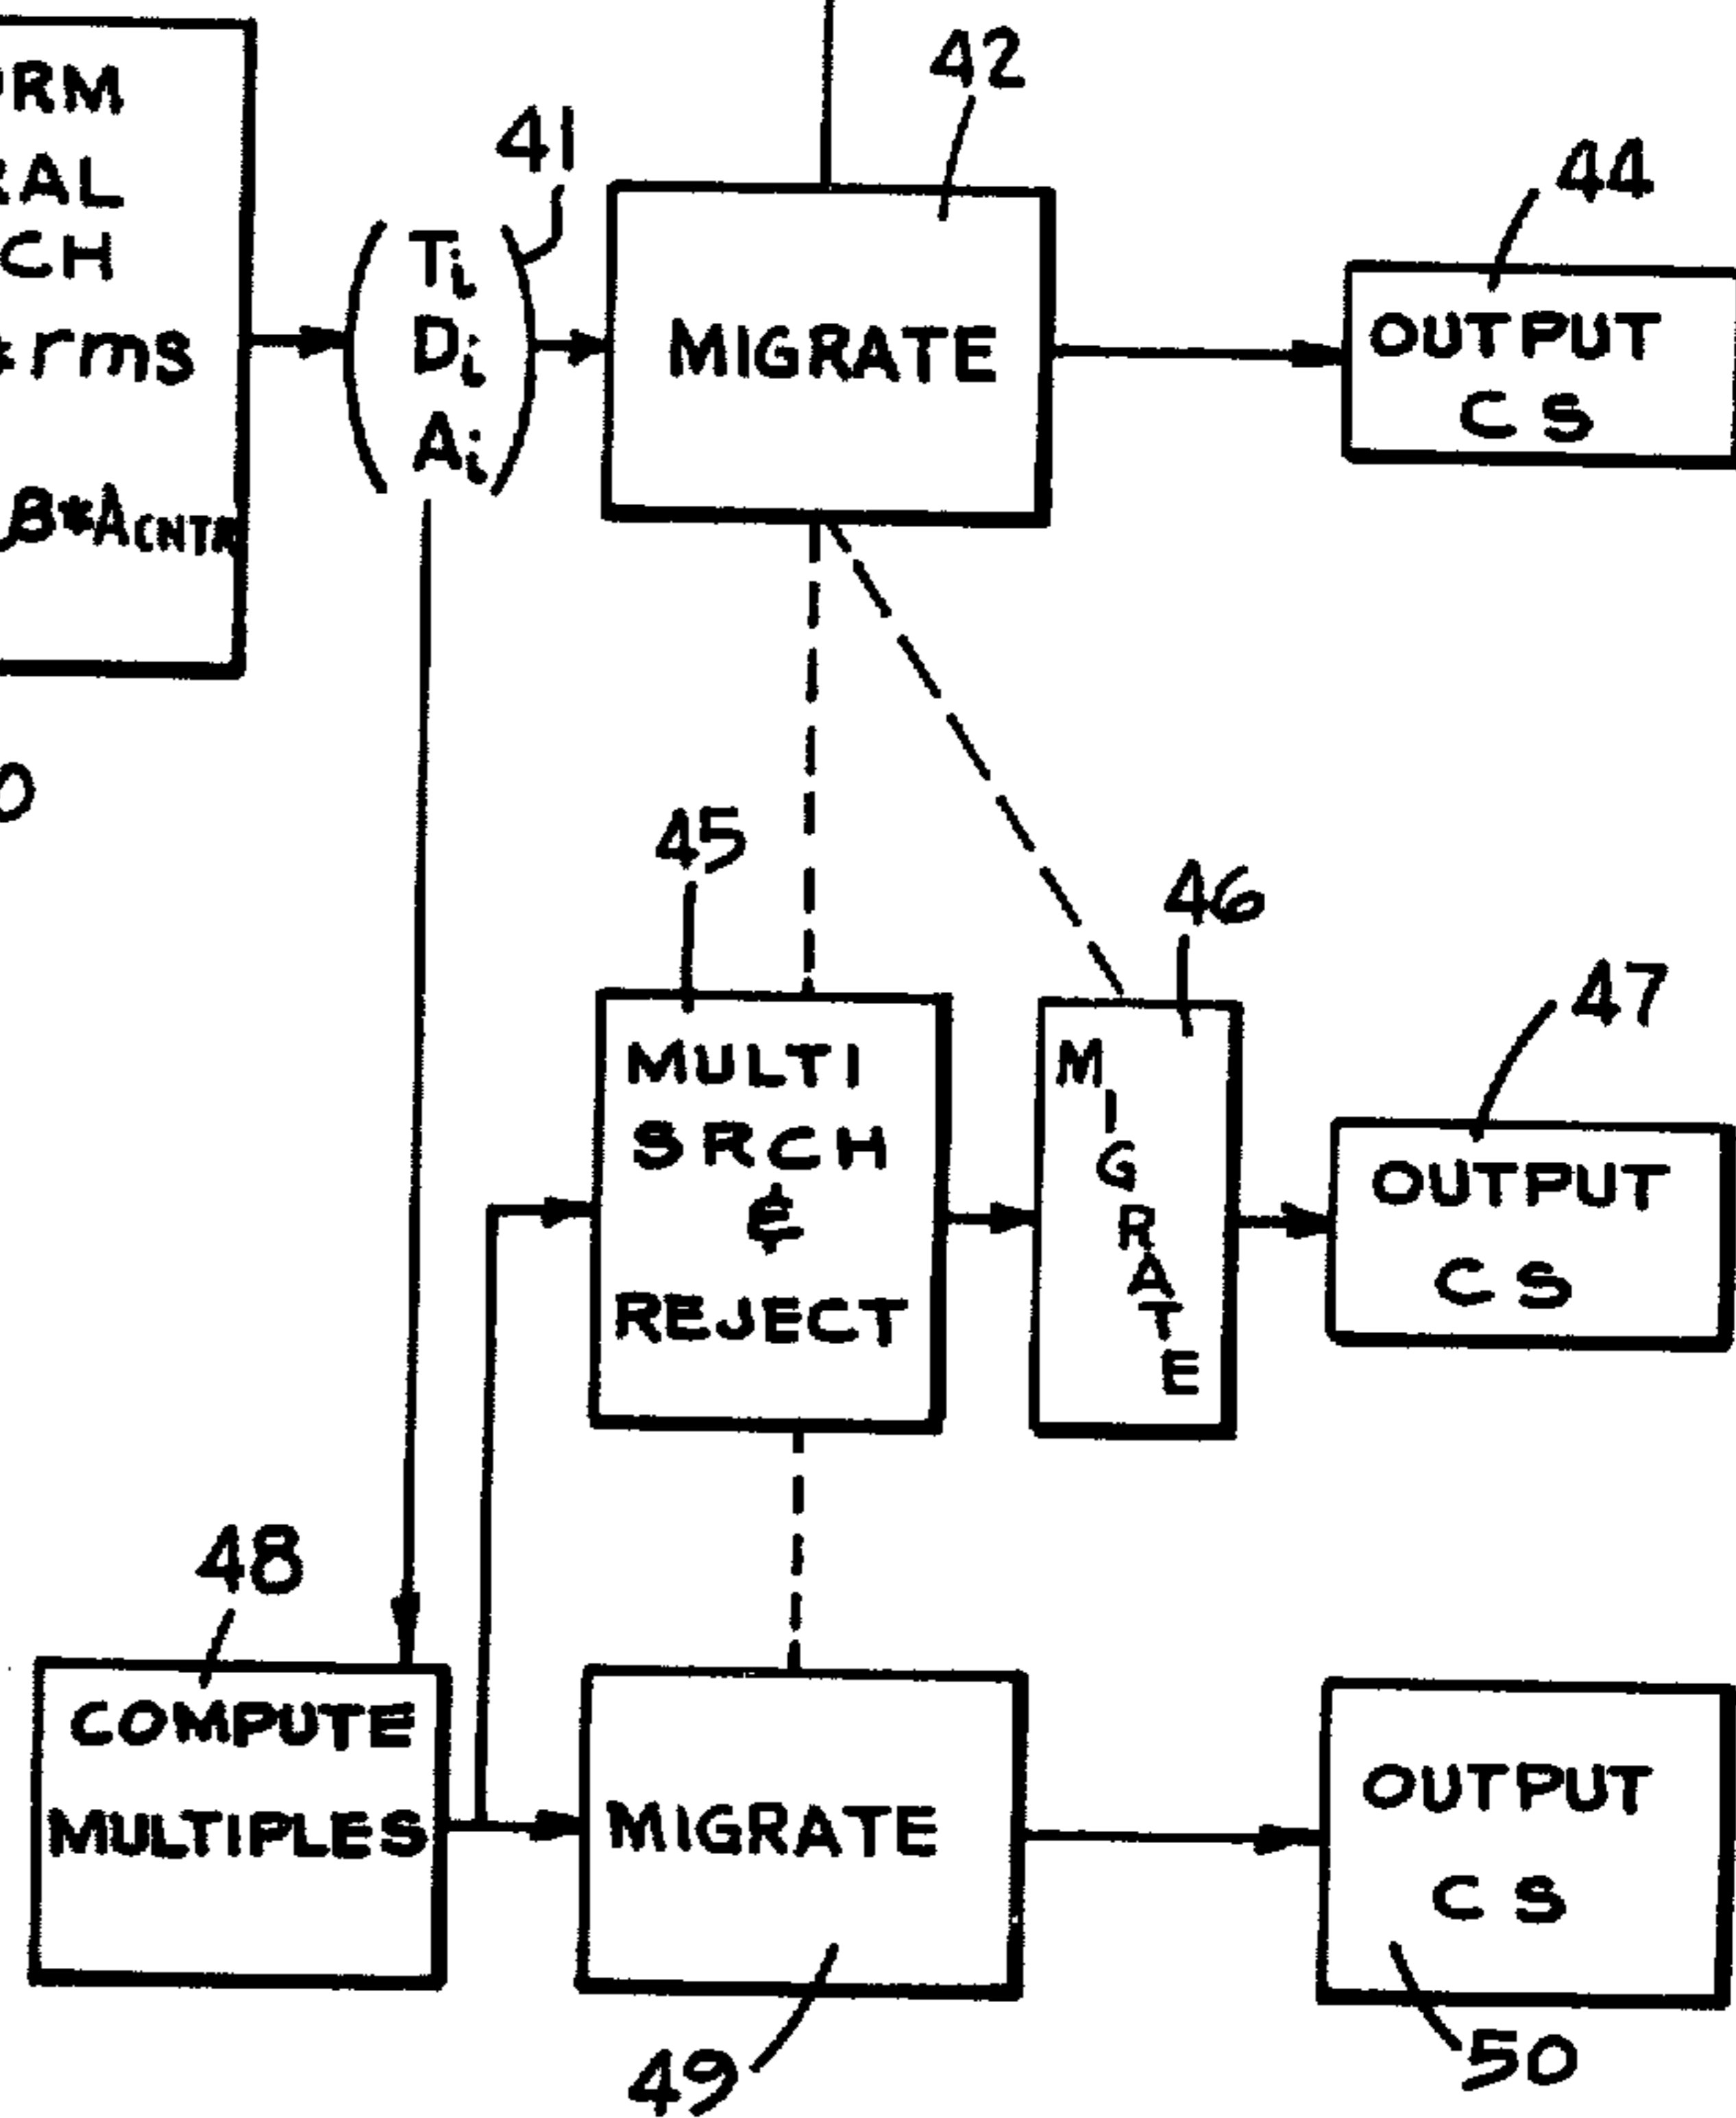 42
41
44
RM
AL
CH
rms
Ti
Di
Ai
MIGRATE
OUTPUT
CS
B*ACNTR
45
46
47
MULTI
SRCH
&
REJECT
MIGRATE
OUTPUT
CS
48
COMPUTE
MULTIPLES
MIGRATE
OUTPUT
CS
49
50